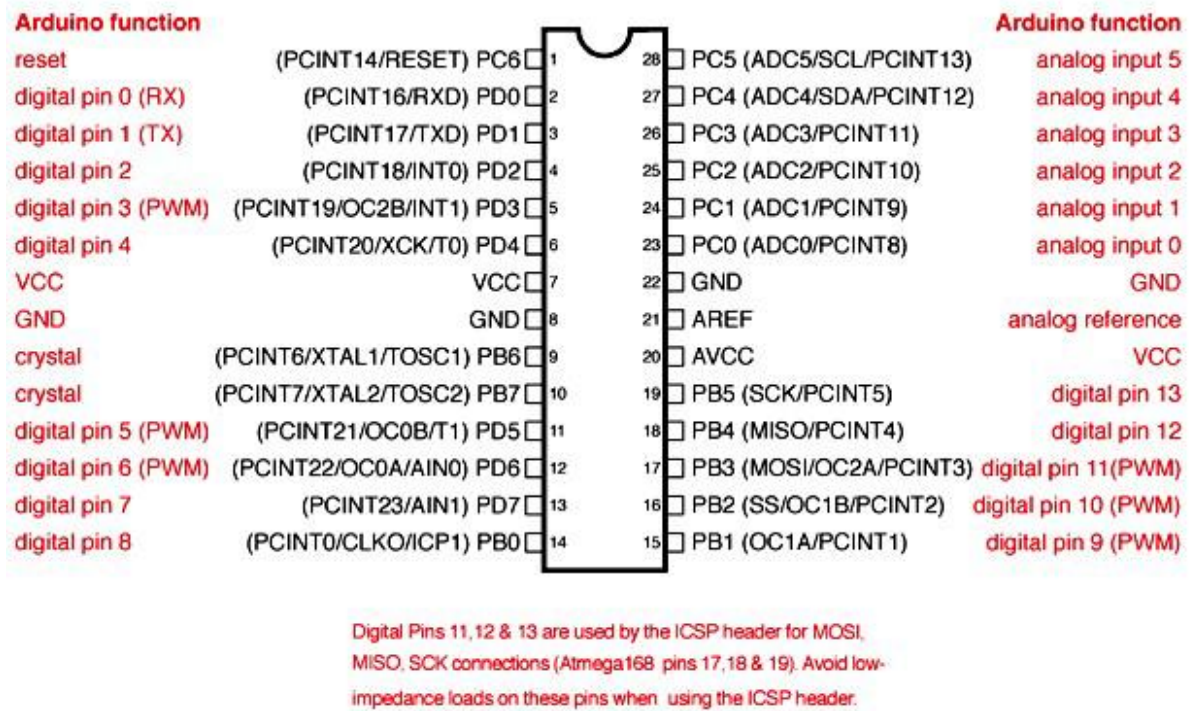 Arduino function Arduino function
reset (PCINT14/RESET) PC6 1 28 PC5 (ADC5/SCL/PCINT13) analog input 5
digital pin 0 (RX) (PCINT16/RXD) PD0 2 27 PC4 (ADC4/SDA/PCINT12) analog input 4
digital pin 1 (TX) (PCINT17/TXD) PD1 3 26 PC3 (ADC3/PCINT11) analog input 3
digital pin 2 (PCINT18/INT0) PD2 4 25 PC2 (ADC2/PCINT10) analog input 2
digital pin 3 (PWM) (PCINT19/OC2B/INT1) PD3 5 24 PC1 (ADC1/PCINT9) analog input 1
digital pin 4 (PCINT20/XCK/T0) PD4 6 23 PC0 (ADC0/PCINT8) analog input 0
VCC VCC 7 22 GND GND
GND GND 8 21 AREF analog reference
crystal (PCINT6/XTAL1/TOSC1) PB6 9 20 AVCC VCC
crystal (PCINT7/XTAL2/TOSC2) PB7 10 19 PB5 (SCK/PCINT5) digital pin 13
digital pin 5 (PWM) (PCINT21/OC0B/T1) PD5 11 18 PB4 (MISO/PCINT4) digital pin 12
digital pin 6 (PWM) (PCINT22/OC0A/AIN0) PD6 12 17 PB3 (MOSI/OC2A/PCINT3) digital pin 11(PWM)
digital pin 7 (PCINT23/AIN1) PD7 13 16 PB2 (SS/OC1B/PCINT2) digital pin 10 (PWM)
digital pin 8 (PCINT0/CLKO/ICP1) PB0 14 15 PB1 (OC1A/PCINT1) digital pin 9 (PWM)
Digital Pins 11,12 & 13 are used by the ICSP header for MOSI,
MISO, SCK connections (Atmega168 pins 17,18 & 19). Avoid low-
impedance loads on these pins when using the ICSP header.